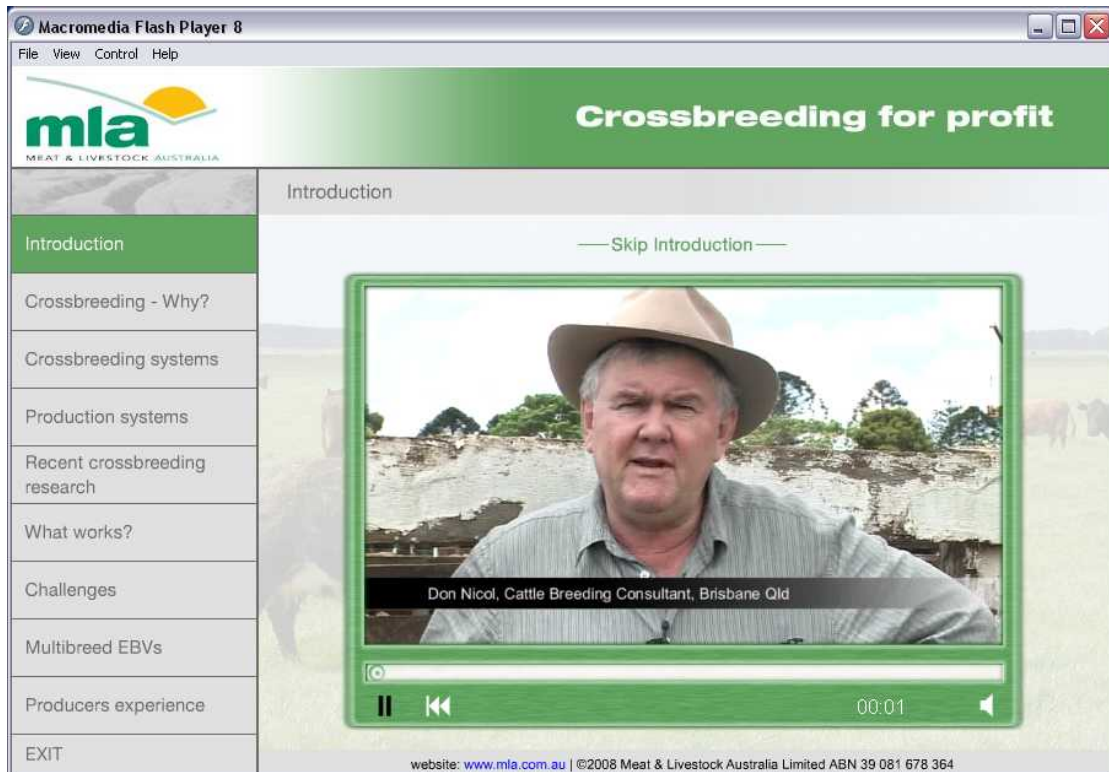 Macromedia Flash Player 8
File View Control Help
mla
MEAT & LIVESTOCK AUSTRALIA
Crossbreeding for profit
Introduction
Introduction
Skip Introduction
Crossbreeding - Why?
Crossbreeding systems
Production systems
Recent crossbreeding
research
What works?
Challenges
Multibreed EBVs
Producers experience
EXIT
Don Nicol, Cattle Breeding Consultant, Brisbane Qld
00:01
website: www.mla.com.au | ©2008 Meat & Livestock Australia Limited ABN 39 081 678 364